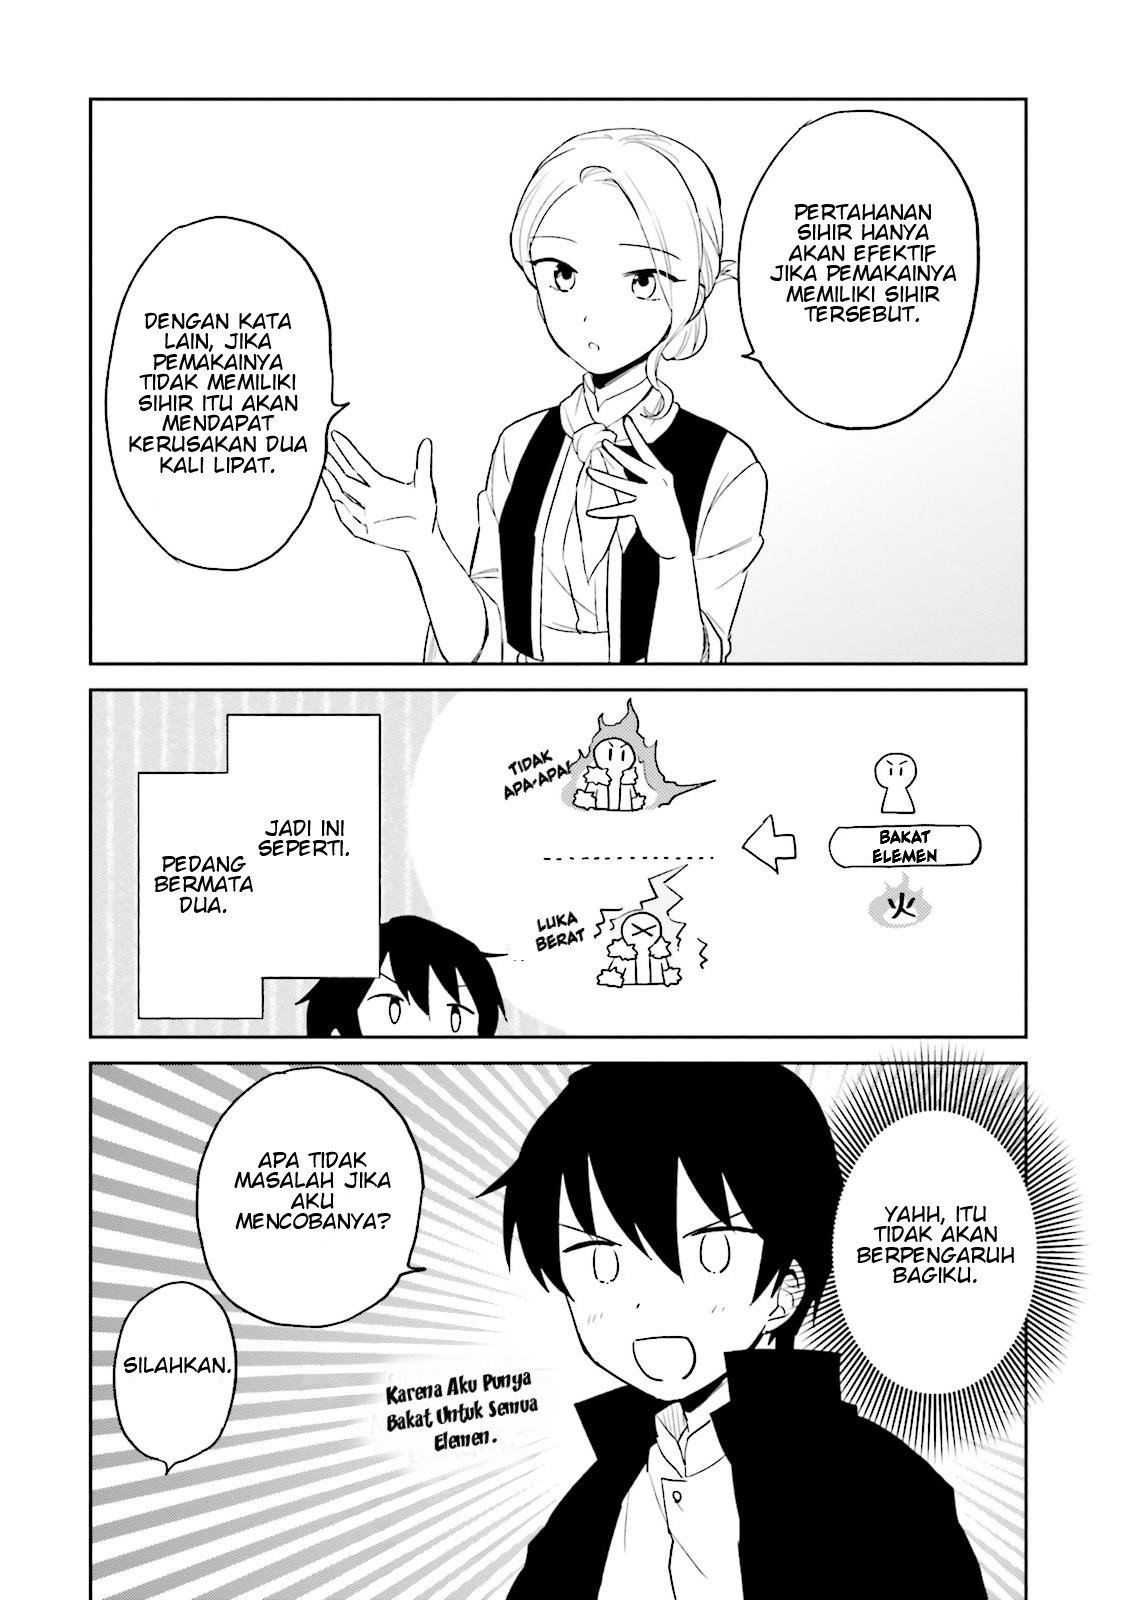 PERTAHANAN
SIHIR HANYA
AKAN EFEKTIF
JIKA PEMAKAINYA
MEMILIKI SIHIR
TERSEBUT.
DENGAN KATA
LAIN, JIKA
PEMAKAINYA
TIDAK MEMILIKI
SIHIR ITU AKAN
MENDAPAT
KERUSAKAN DUA
KALI LIPAT.
BAKAT
ELEMEN
火
TIDAK
APA-APA!
LUKA
BERAT
JADI INI
SEPERTI.
PEDANG
BERMATA
DUA.
YAHH, ITU
TIDAK AKAN
BERPENGARUH
BAGIKU.
APA TIDAK
MASALAH JIKA
AKU
MENCOBANYA?
Karena Aku Punya
Bakat Untuk Semua
Elemen.
SILAHKAN.